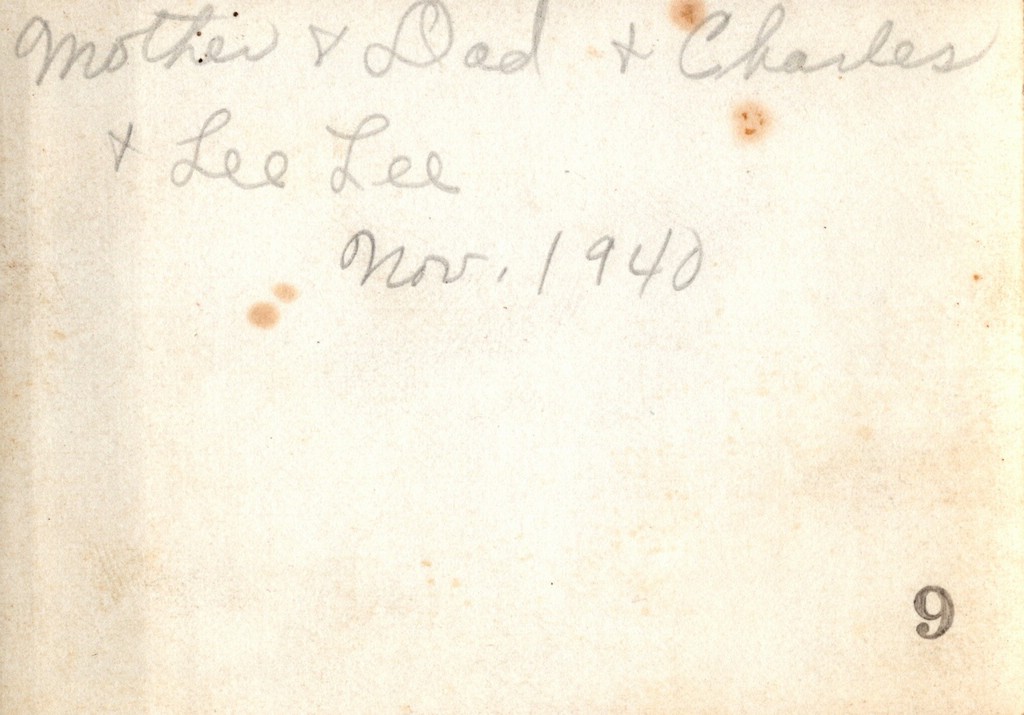 Mother & Dad & Charles
& Lee Lee
Nov. 1940
9